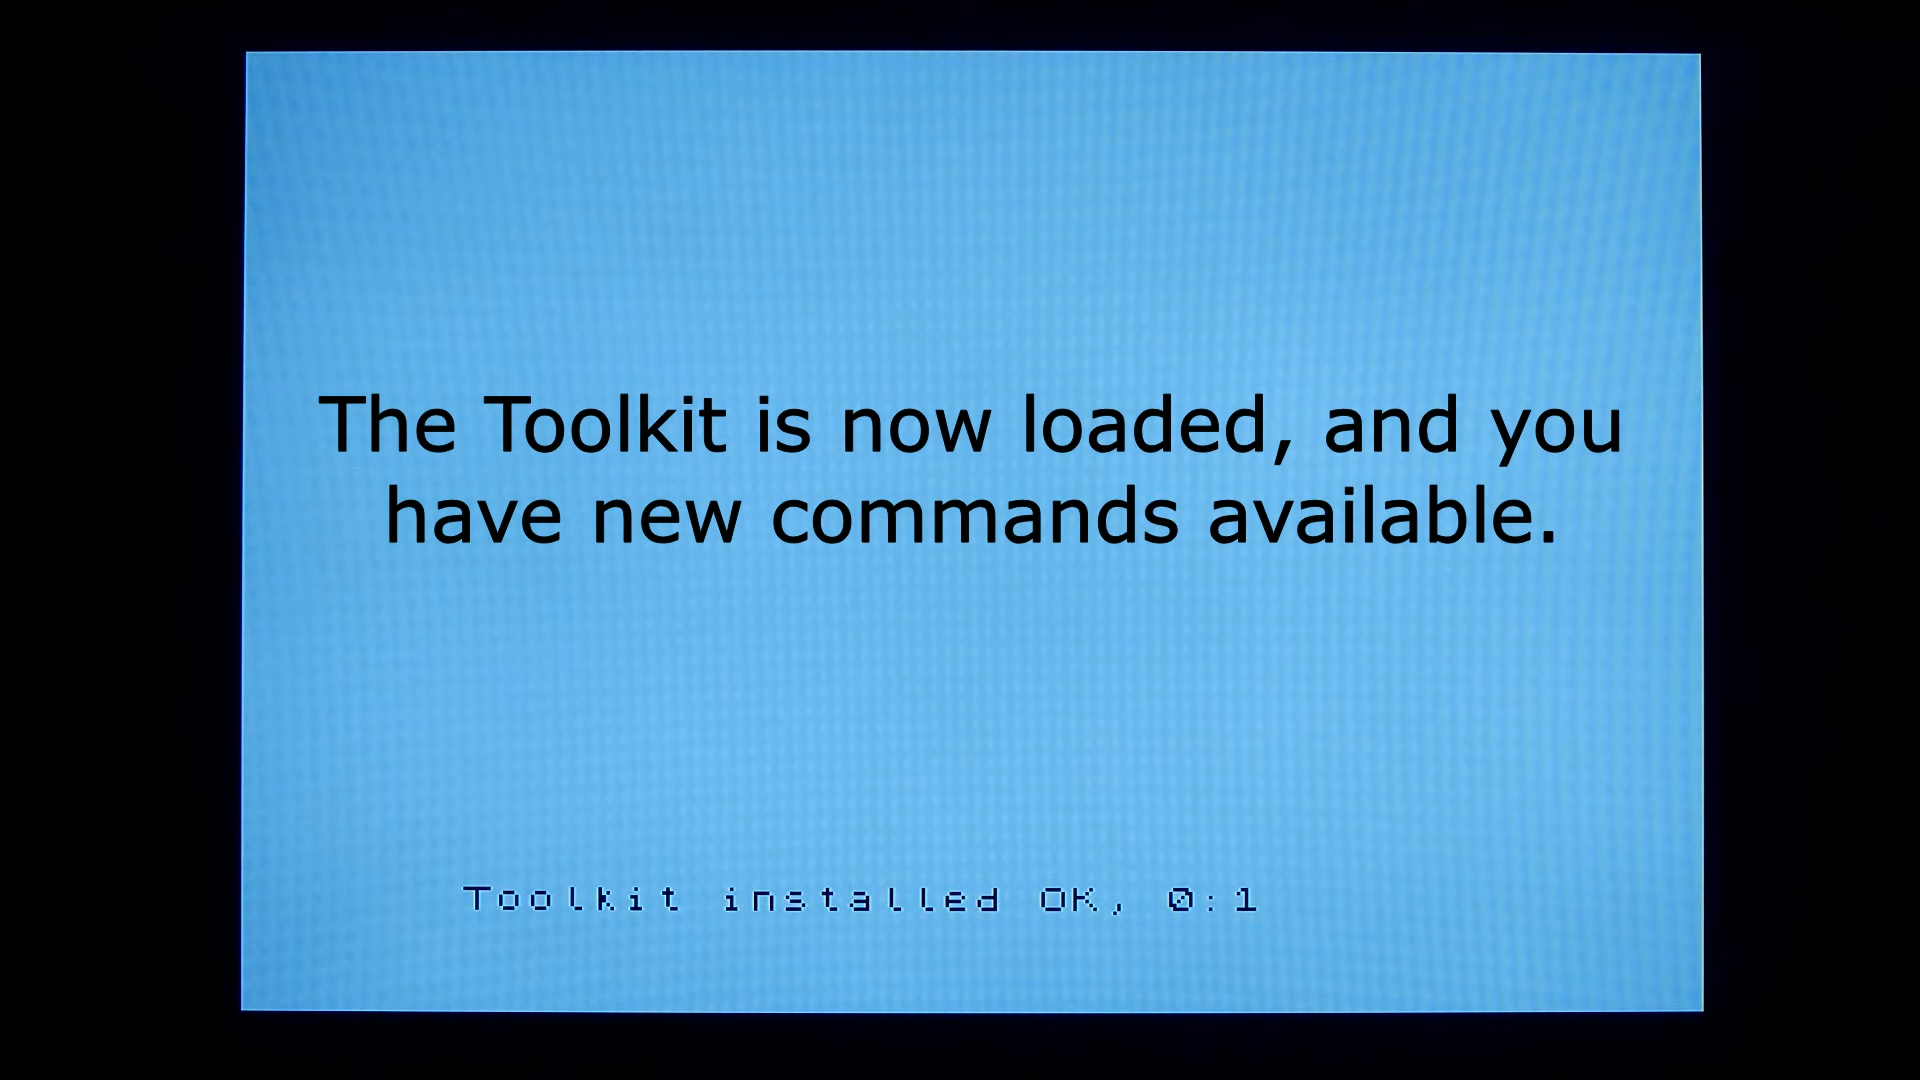 The Toolkit is now loaded, and you
have new commands available.
Toolkit installed OK, 0:1